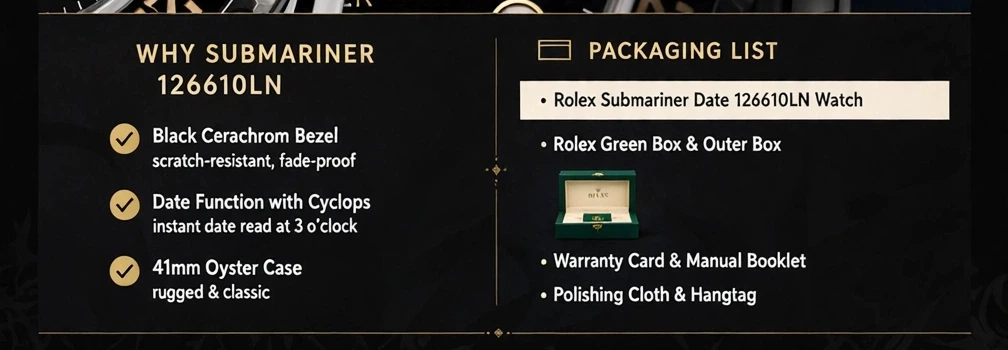 WHY SUBMARINER
126610LN
Black Cerachrom Bezel
scratch-resistant, fade-proof
Date Function with Cyclops
instant date read at 3 o'clock
41mm Oyster Case
rugged & classic
PACKAGING LIST
• Rolex Submariner Date 126610LN Watch
• Rolex Green Box & Outer Box
• Warranty Card & Manual Booklet
• Polishing Cloth & Hangtag